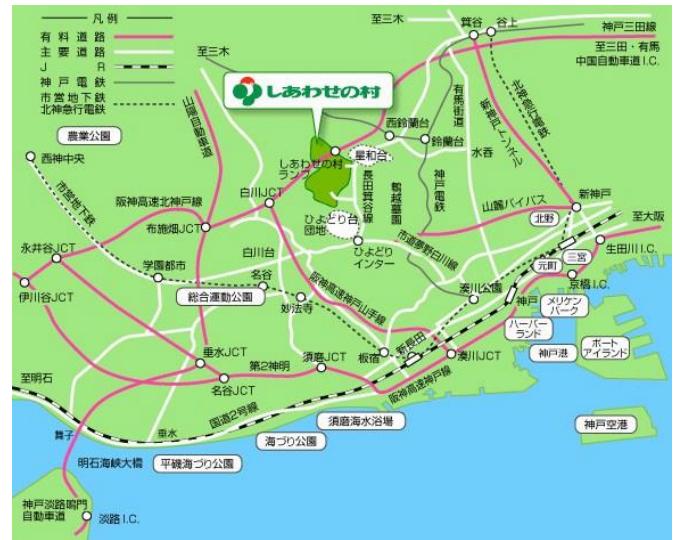 凡例
有料道路
主要道路
J R
神戸電鉄
市営地下鉄
北神急行電鉄
至三木
至三木
箕谷
谷上
神戸三田線
至三田・有馬
中国自動車道I.C.
しあわせの村
農業公園
西神中央
山陽自動車道
有馬街道
北神急行電鉄
新神戸トンネル
西鈴蘭台
鈴蘭台
星和台
しあわせの村
ランプ
水呑
市営地下鉄
阪神高速北神戸線
白川JCT
長田箕谷線
鵯越墓園
神戸電鉄
山麓バイパス
新神戸
北野
至大阪
布施畑JCT
ひよどり台
団地
永井谷JCT
白川台
ひよどり
インター
市道夢野白川線
生田川I.C.
三宮
元町
学園都市
名谷
伊川谷JCT
総合運動公園
妙法寺
阪神高速神戸山手線
湊川公園
神戸
京橋I.C.
メリケン
パーク
ハーバー
ランド
神戸港
ポート
アイランド
新長田
板宿
湊川JCT
垂水JCT
第2神明
須磨JCT
至明石
名谷JCT
阪神高速神戸線
国道2号線
須磨海水浴場
神戸空港
舞子
垂水
海づり公園
明石海峡大橋
平磯海づり公園
神戸淡路鳴門
自動車道
淡路I.C.